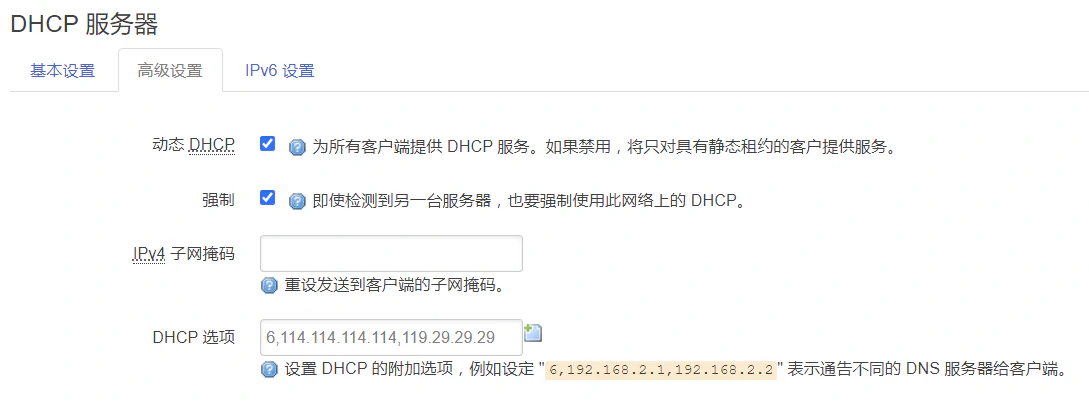 DHCP 服务器
基本设置 高级设置 IPv6 设置
动态 DHCP 为所有客户端提供 DHCP 服务。如果禁用，将只对具有静态租约的客户提供服务。
强制 即使检测到另一台服务器，也要强制使用此网络上的 DHCP。
IPv4 子网掩码
重设发送到客户端的子网掩码。
DHCP 选项 6,114.114.114.114,119.29.29.29
设置 DHCP 的附加选项，例如设定 "6,192.168.2.1,192.168.2.2" 表示通告不同的 DNS 服务器给客户端。